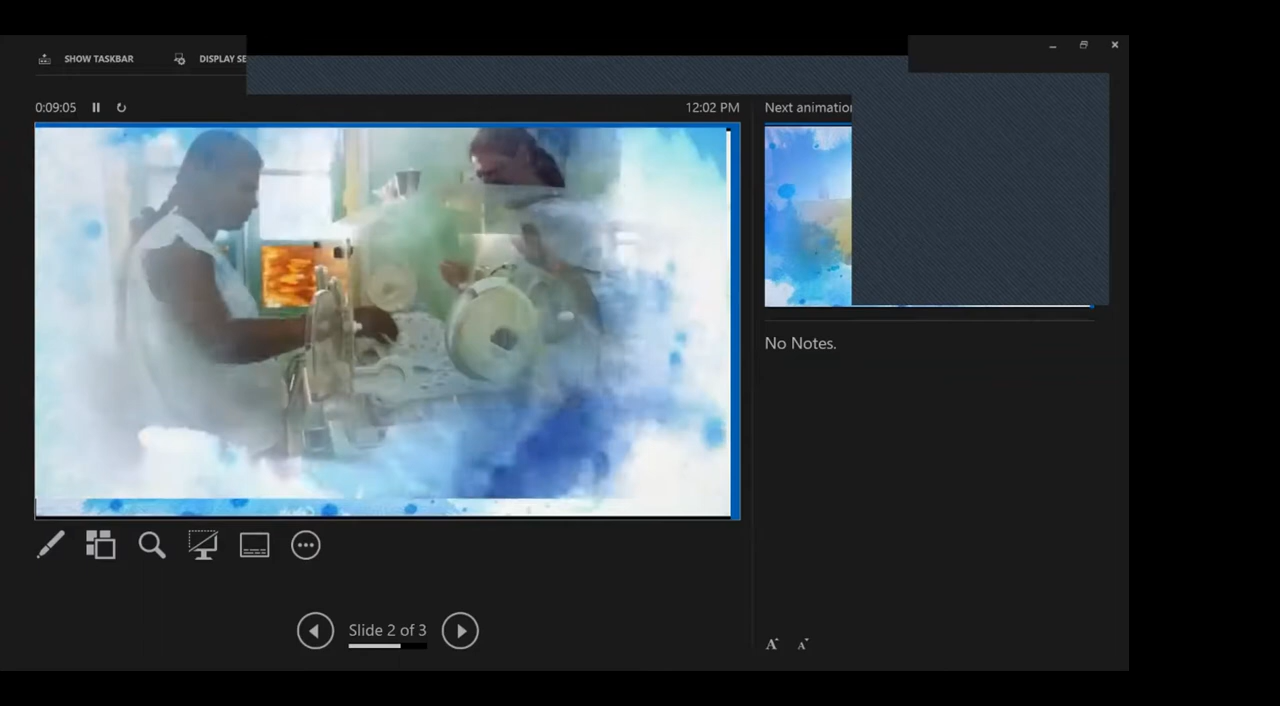 SHOW TASKBAR
DISPLAY SE
0:09:05
12:02 PM
Next animation
No Notes.
Slide 2 of 3
A
A